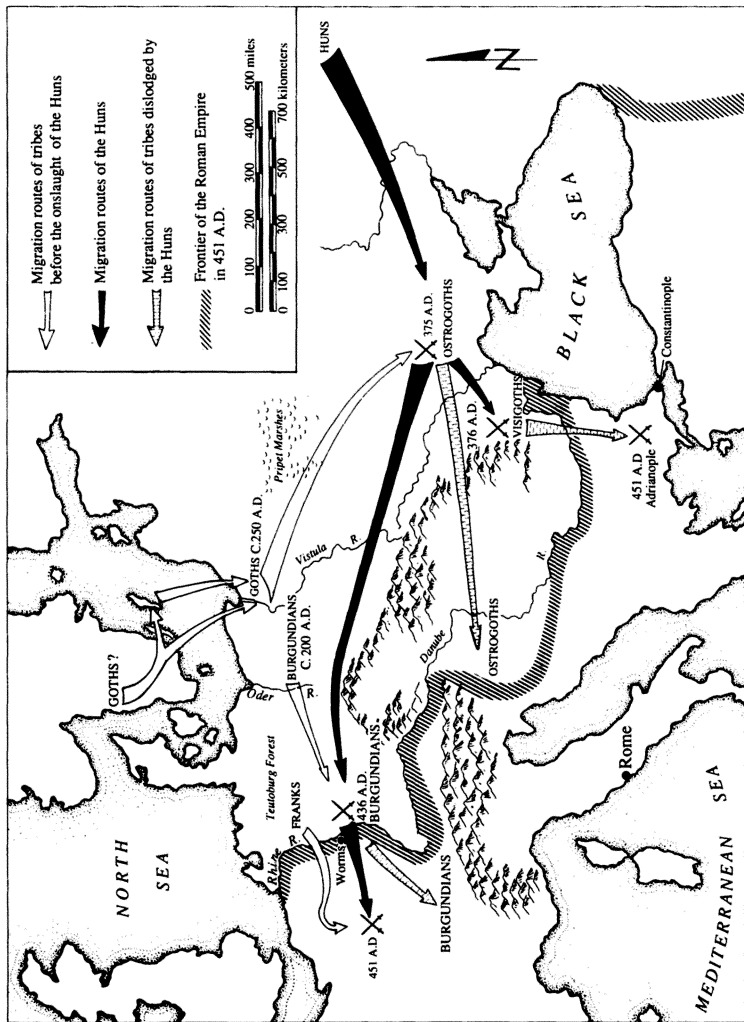 Migration routes of tribes
before the onslaught of the Huns
Migration routes of the Huns
Migration routes of tribes dislodged by
the Huns
Frontier of the Roman Empire
in 451 A.D.
0 100 200 300 400 500 miles
0 100 300 500 700 kilometers
HUNS
N
NORTH
SEA
GOTHS ?
GOTHS C.250 A.D.
Pripet Marshes
Vistula R.
BURGUNDIANS
C. 200 A.D.
Oder R.
Teutoburg Forest
FRANKS
Rhine R.
Worms
436 A.D.
BURGUNDIANS
451 A.D
BURGUNDIANS
375 A.D.
OSTROGOTHS
376 A.D.
VISIGOTHS
OSTROGOTHS
Danube R.
BLACK SEA
Constantinople
451 A.D
Adrianople
Rome
MEDITERRANEAN SEA